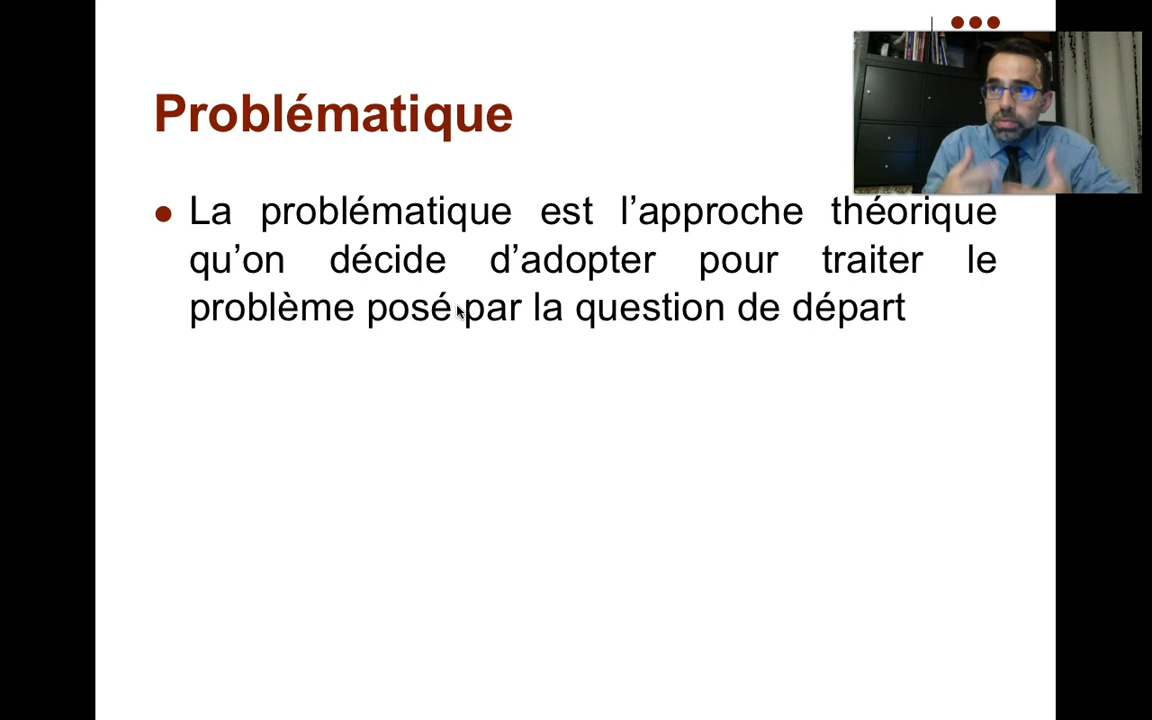 Problématique
La problématique est l’approche théorique
qu’on décide d’adopter pour traiter le
problème posé par la question de départ